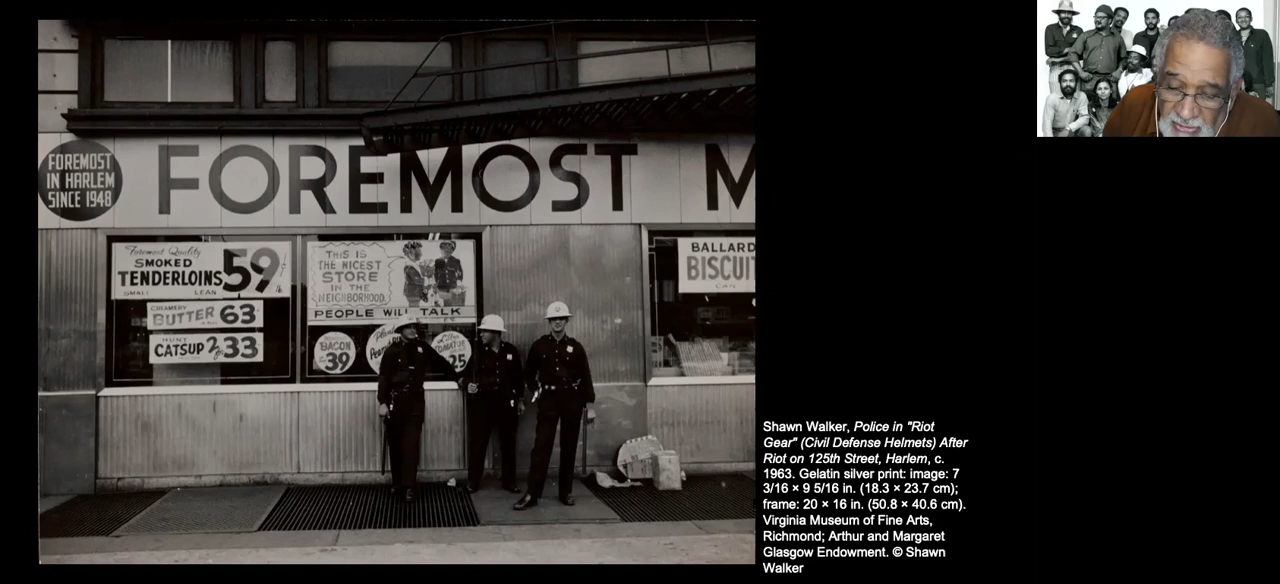 FOREMOST
IN HARLEM
SINCE 1948
FOREMOST M
Foremost Quality
SMOKED
TENDERLOINS 59
SMALL LEAN
CREAMERY
BUTTER 63
HUNT
CATSUP 2 for 33
THIS IS
THE NICEST
STORE
IN THE
NEIGHBORHOOD.
PEOPLE WILL TALK
BACON
39
25
BALLARD
BISCUIT
CAN
Shawn Walker, Police in "Riot
Gear" (Civil Defense Helmets) After
Riot on 125th Street, Harlem, c.
1963. Gelatin silver print: image: 7
3/16 × 9 5/16 in. (18.3 × 23.7 cm);
frame: 20 × 16 in. (50.8 × 40.6 cm).
Virginia Museum of Fine Arts,
Richmond; Arthur and Margaret
Glasgow Endowment. © Shawn
Walker